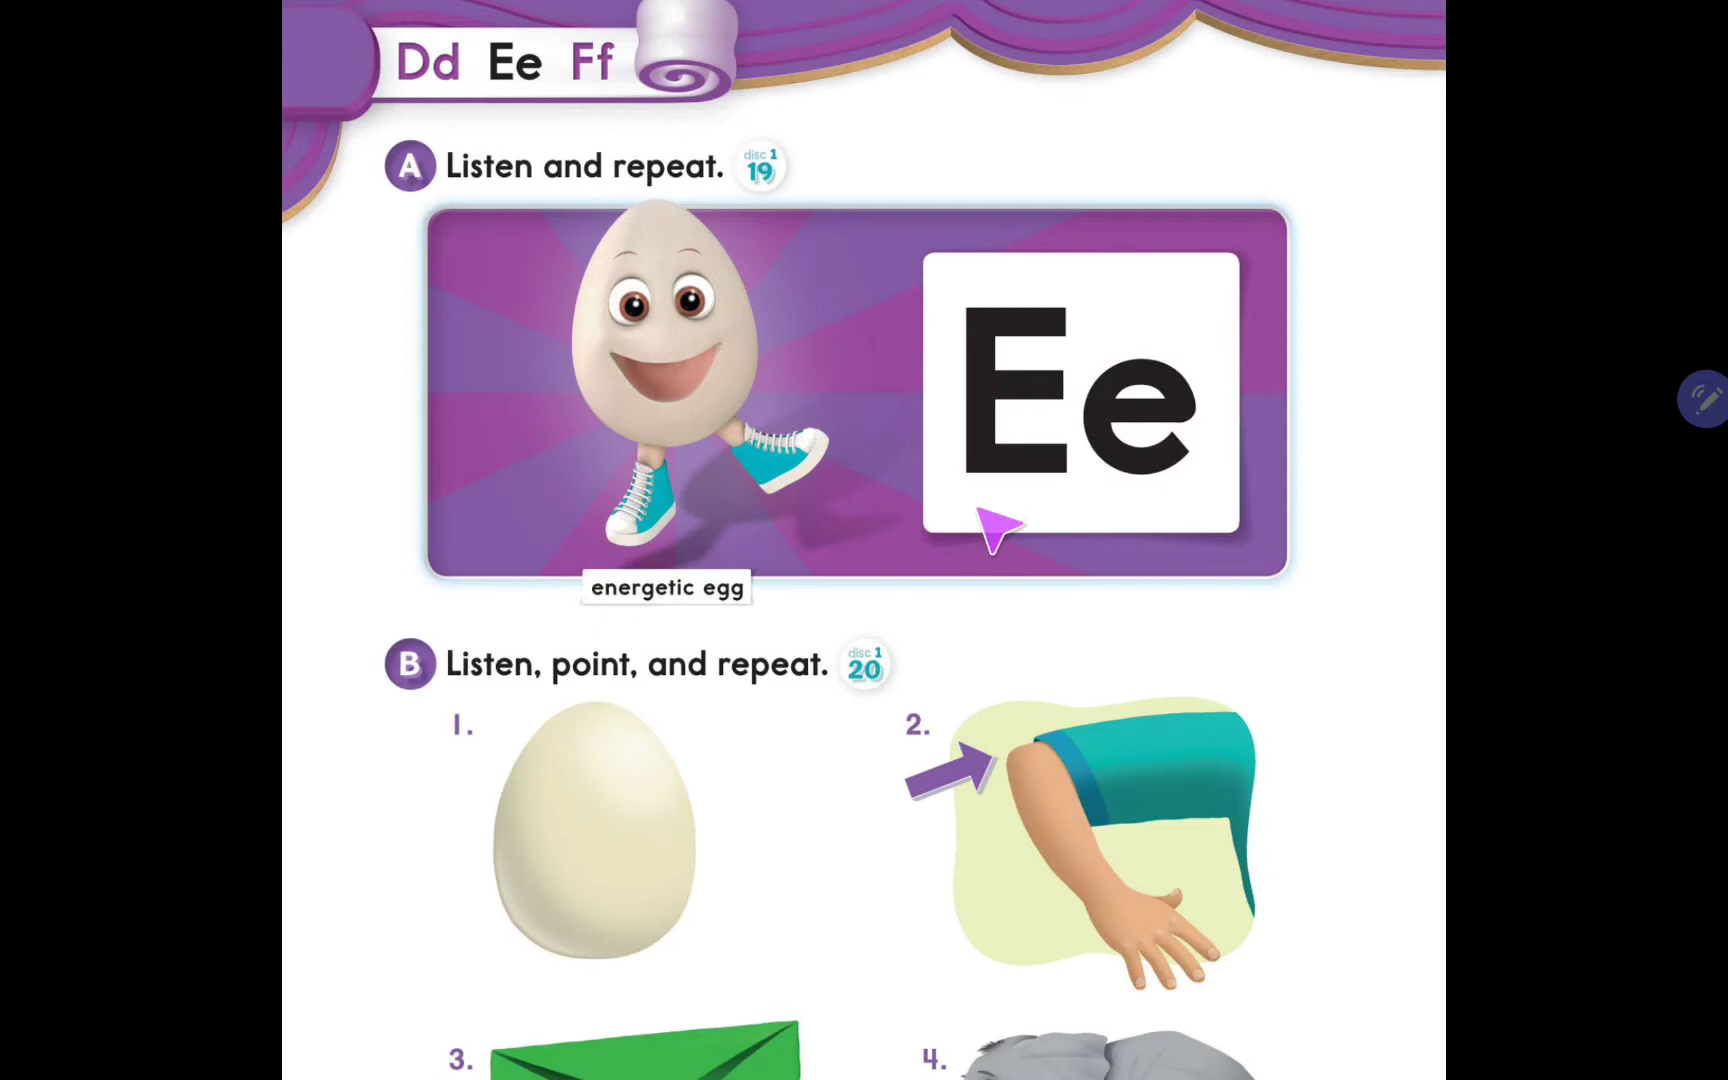 Dd Ee Ff
A Listen and repeat. disc 1 19
Ee
energetic egg
B Listen, point, and repeat. disc 1 20
1. 2.
3. 4.